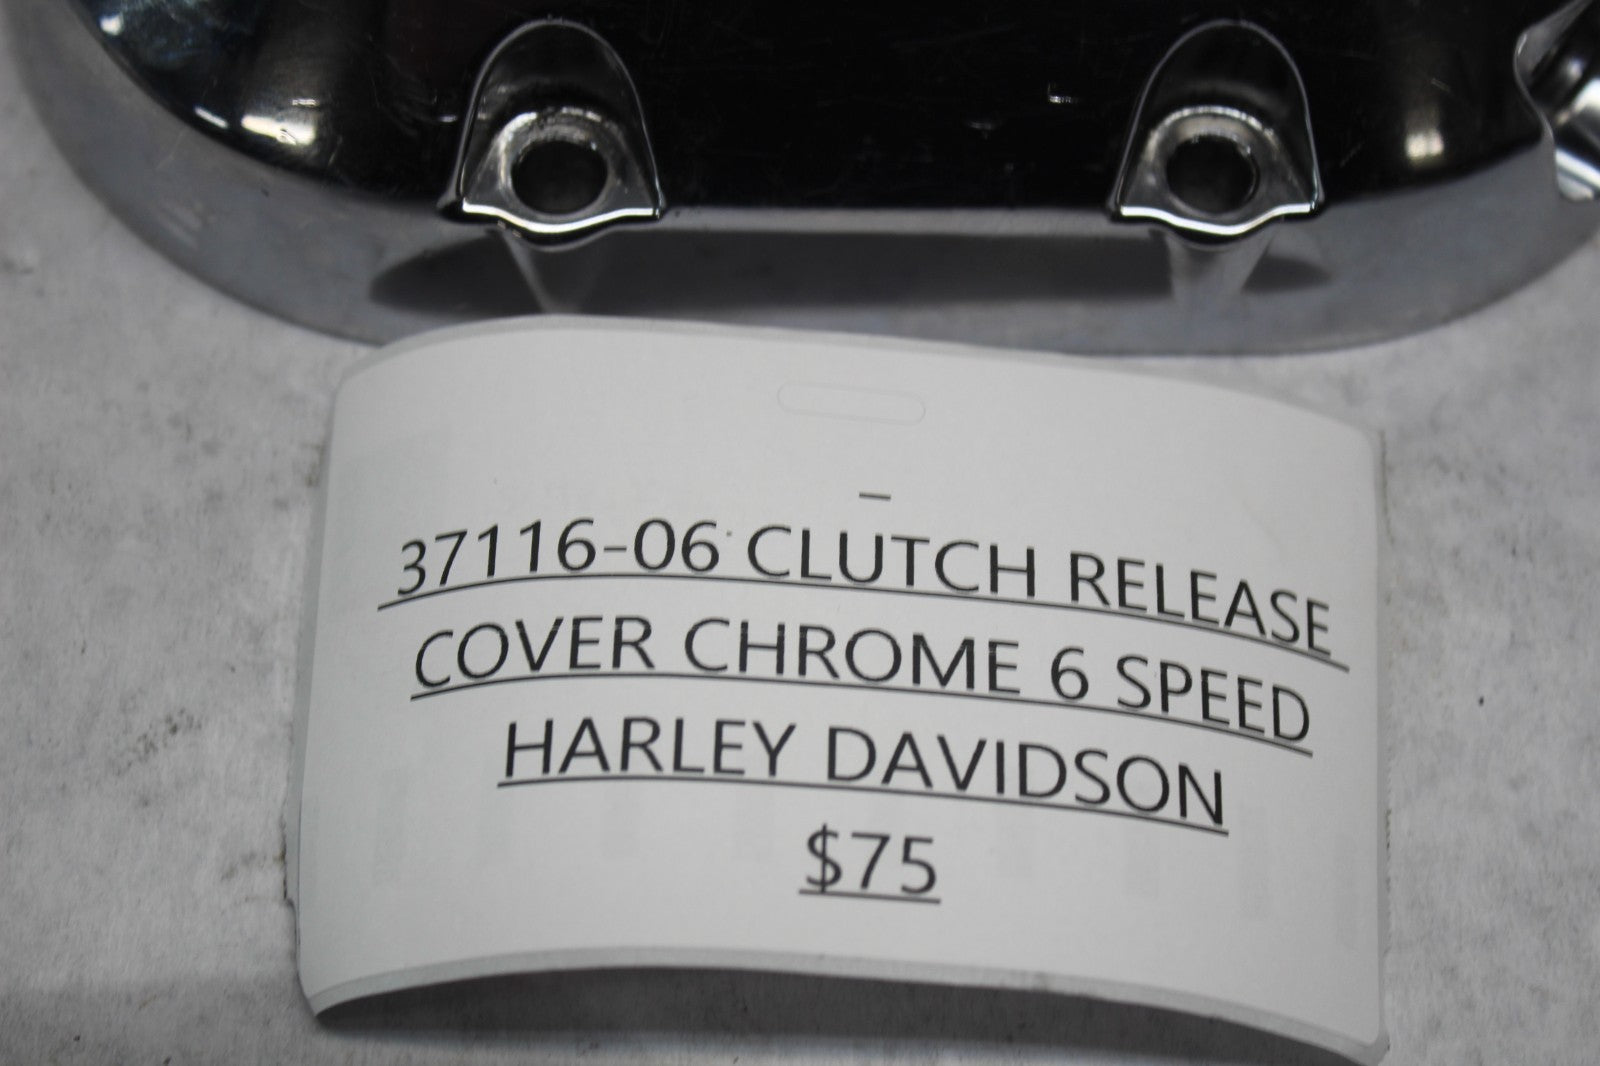 –
37116-06 CLUTCH RELEASE
COVER CHROME 6 SPEED
HARLEY DAVIDSON
$75